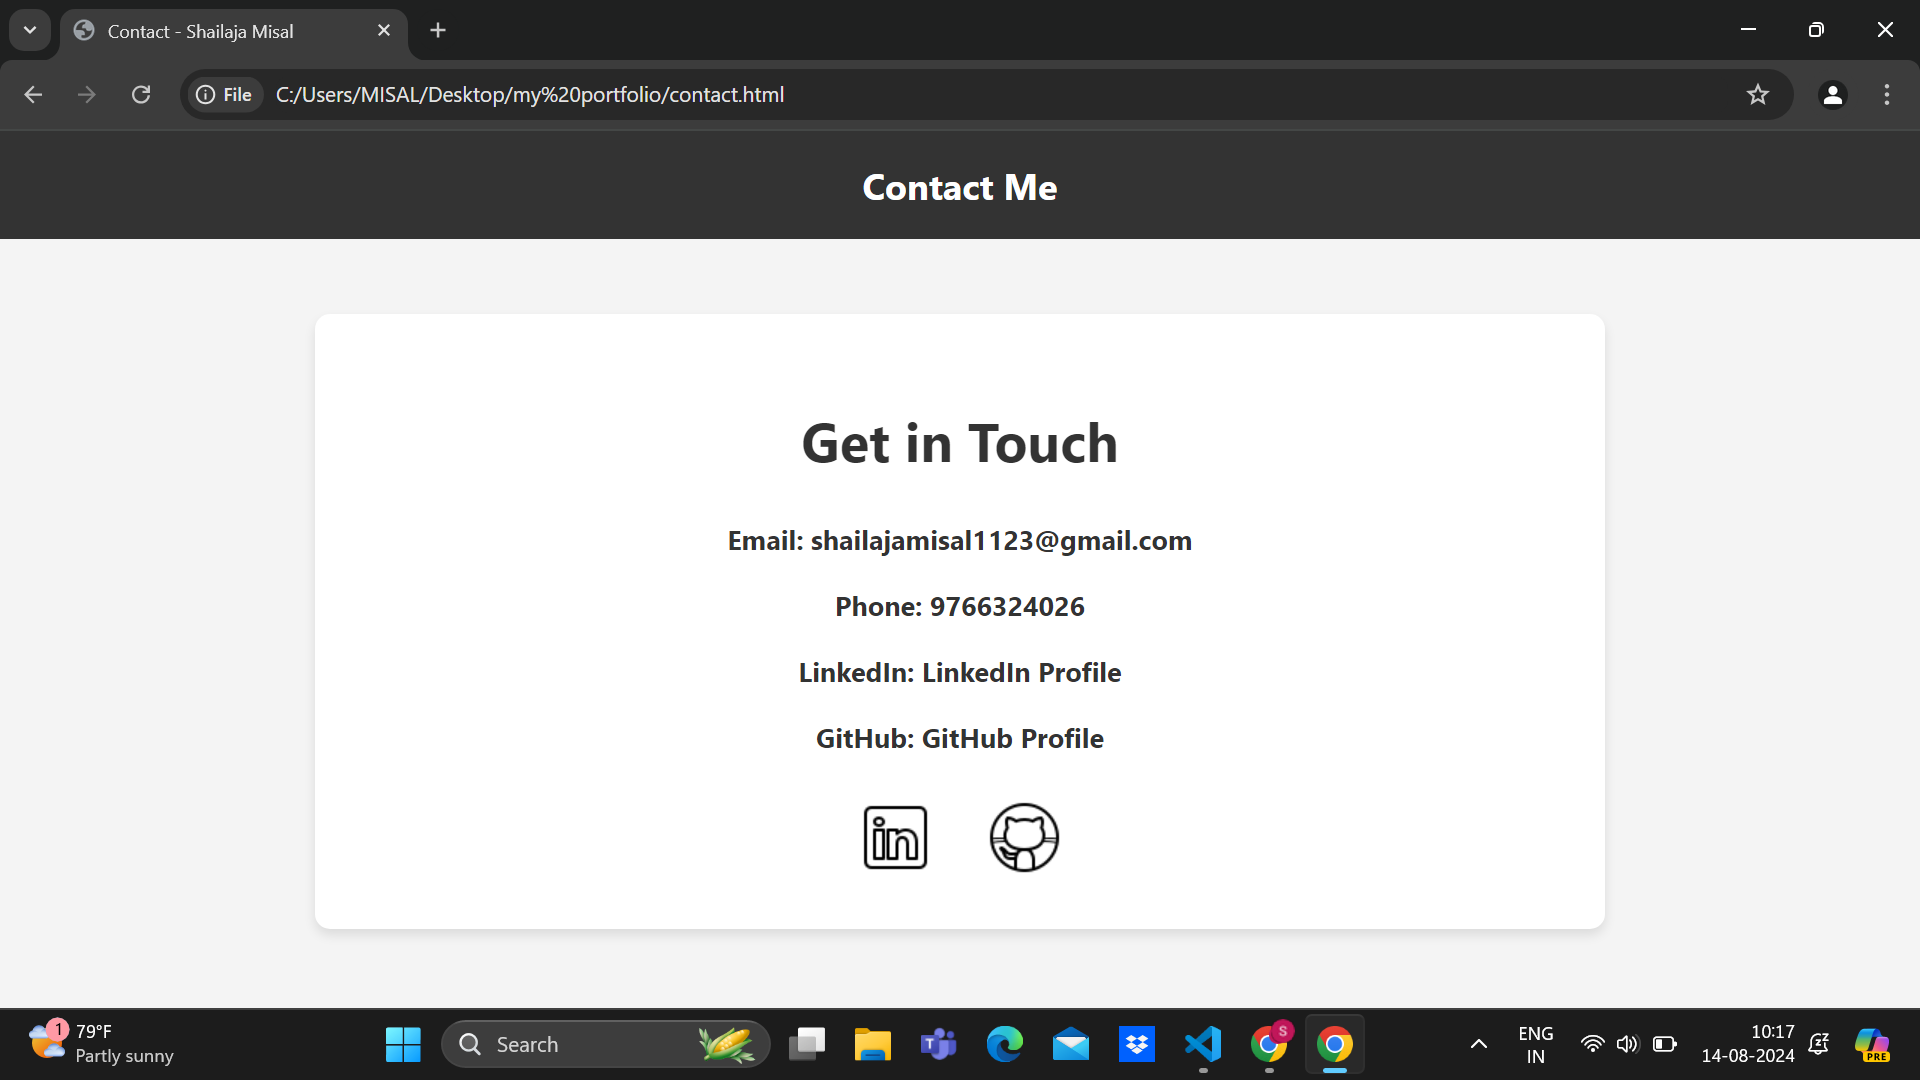 Contact - Shailaja Misal
File
C:/Users/MISAL/Desktop/my%20portfolio/contact.html
Contact Me
Get in Touch
Email: shailajamisal1123@gmail.com
Phone: 9766324026
LinkedIn: LinkedIn Profile
GitHub: GitHub Profile
in
1
79°F
Partly sunny
Search
T
S
ENG
IN
10:17
14-08-2024
PRE